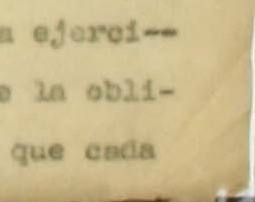 a ejerci--
e la obli-
que cada